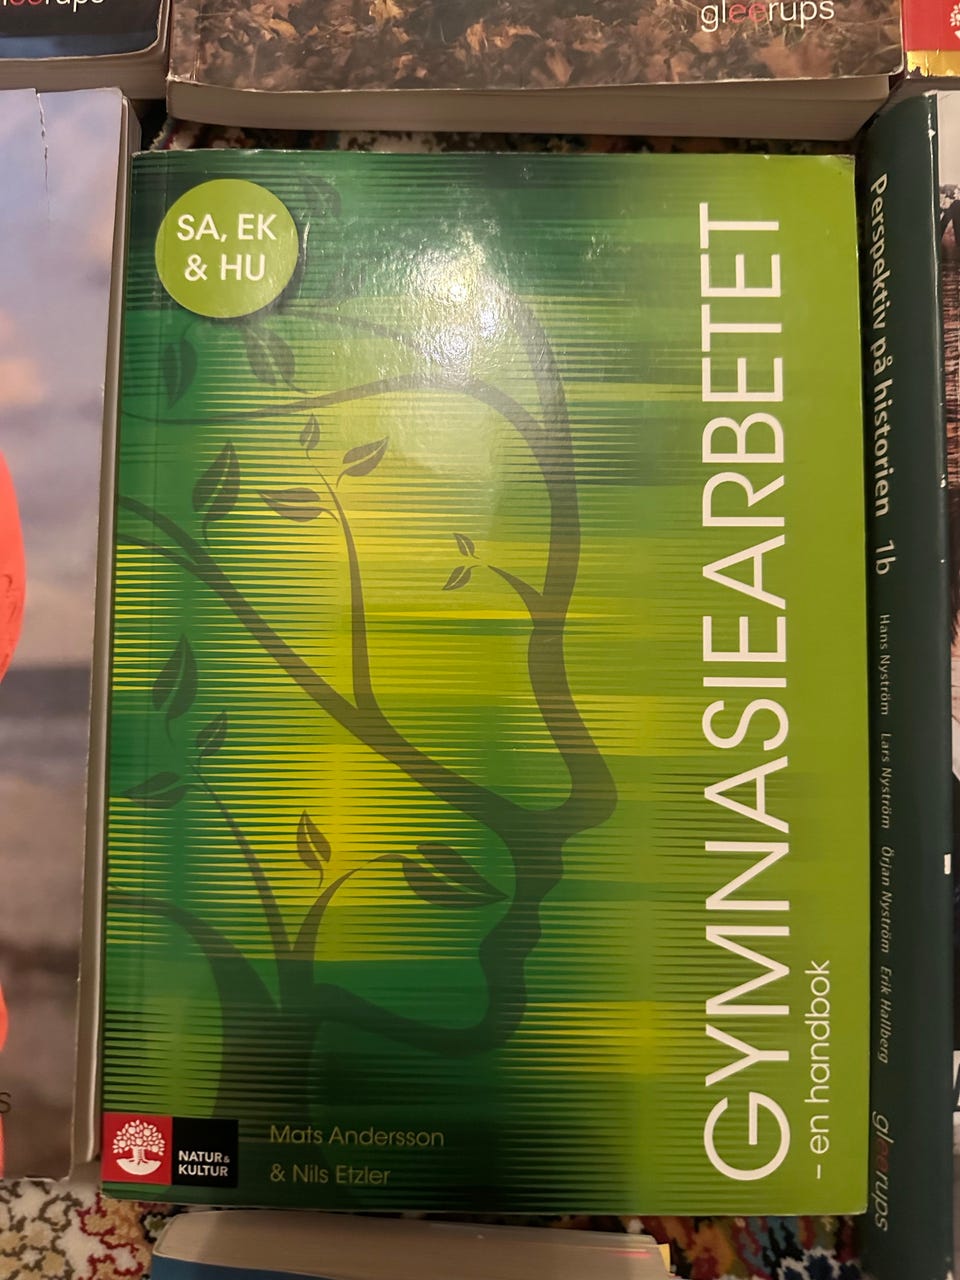 gleerups
SA, EK
& HU
GYMNASIEARBETET
– en handbok
Mats Andersson
& Nils Etzler
NATUR &
KULTUR
Perspektiv på historien 1b Hans Nyström Lars Nyström Örjan Nyström Erik Hallberg gleerups